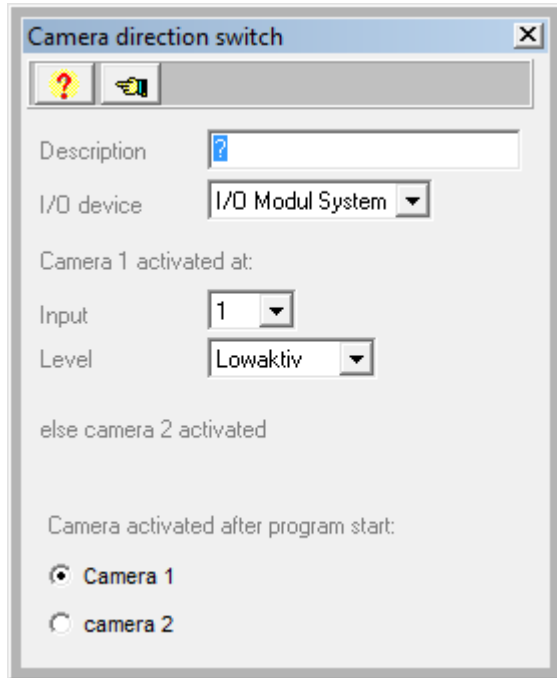 Camera direction switch
?
Description ?
I/O device I/O Modul System
Camera 1 activated at:
Input 1
Level Lowaktiv
else camera 2 activated
Camera activated after program start:
Camera 1
camera 2